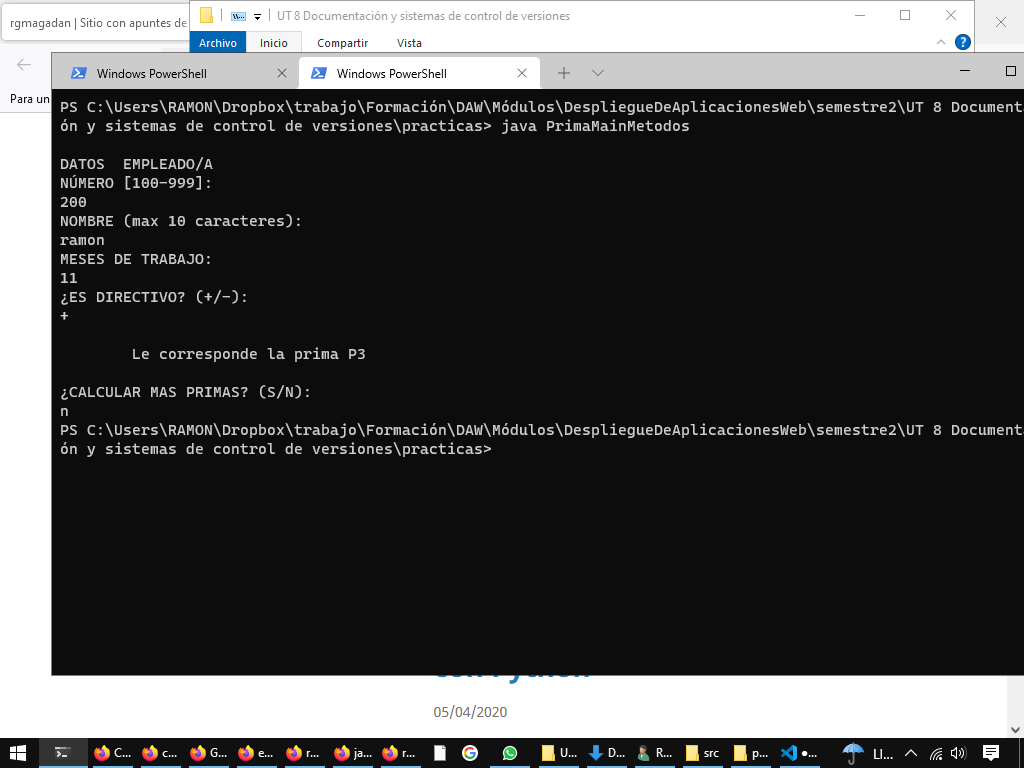 rgmagadan | Sitio con apuntes de
UT 8 Documentación y sistemas de control de versiones
Archivo Inicio Compartir Vista
Windows PowerShell Windows PowerShell
Para un
PS C:\Users\RAMON\Dropbox\trabajo\Formación\DAW\Módulos\DespliegueDeAplicacionesWeb\semestre2\UT 8 Document
ón y sistemas de control de versiones\practicas> java PrimaMainMetodos
DATOS  EMPLEADO/A
NÚMERO [100-999]:
200
NOMBRE (max 10 caracteres):
ramon
MESES DE TRABAJO:
11
¿ES DIRECTIVO? (+/-):
+
Le corresponde la prima P3
¿CALCULAR MAS PRIMAS? (S/N):
n
PS C:\Users\RAMON\Dropbox\trabajo\Formación\DAW\Módulos\DespliegueDeAplicacionesWeb\semestre2\UT 8 Document
ón y sistemas de control de versiones\practicas>
05/04/2020
C... c... G... e... r... ja... r... U... D... R... src p... ●... Ll...